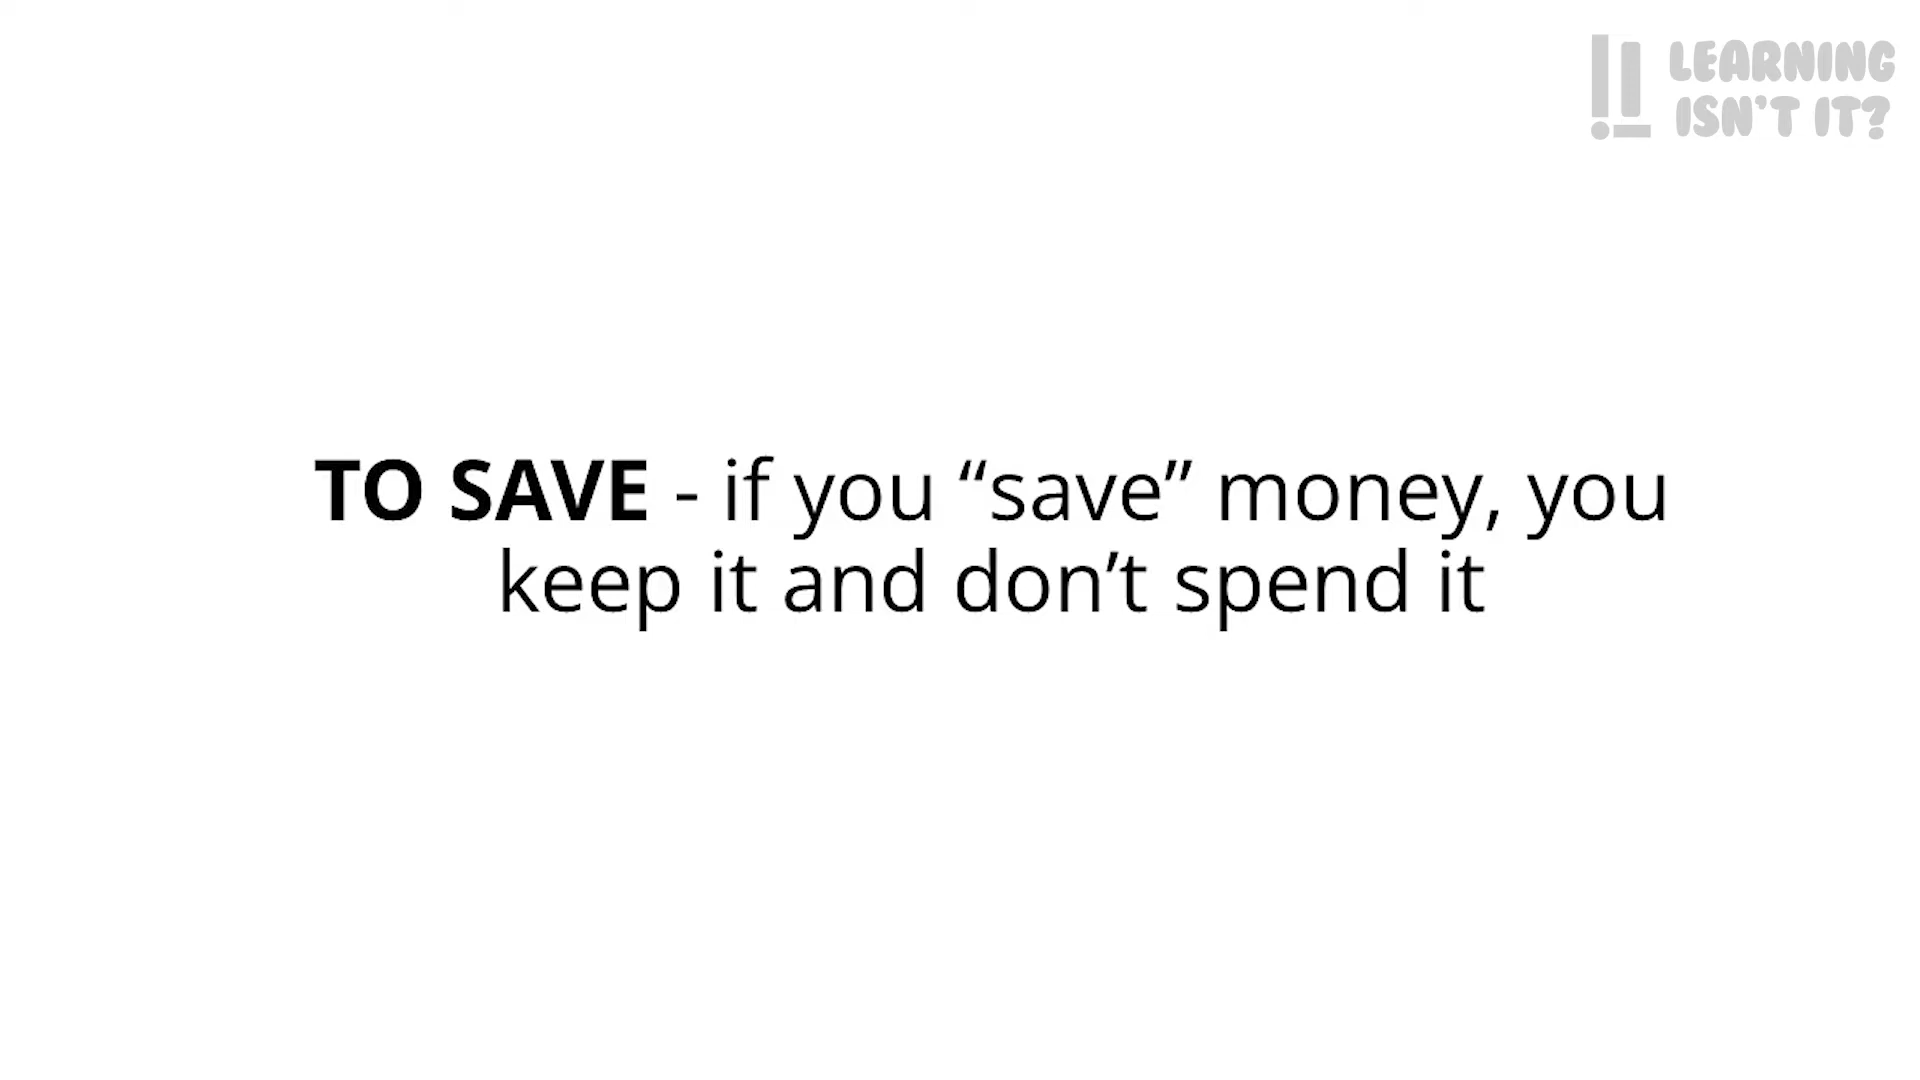 LEARNING
ISN'T IT?
TO SAVE - if you “save” money, you
keep it and don’t spend it